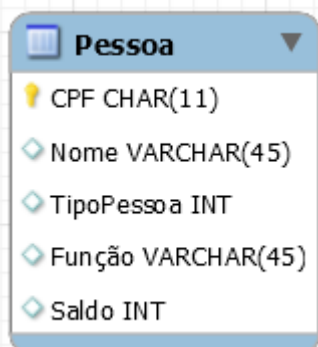 Pessoa
CPF CHAR(11)
Nome VARCHAR(45)
TipoPessoa INT
Função VARCHAR(45)
Saldo INT